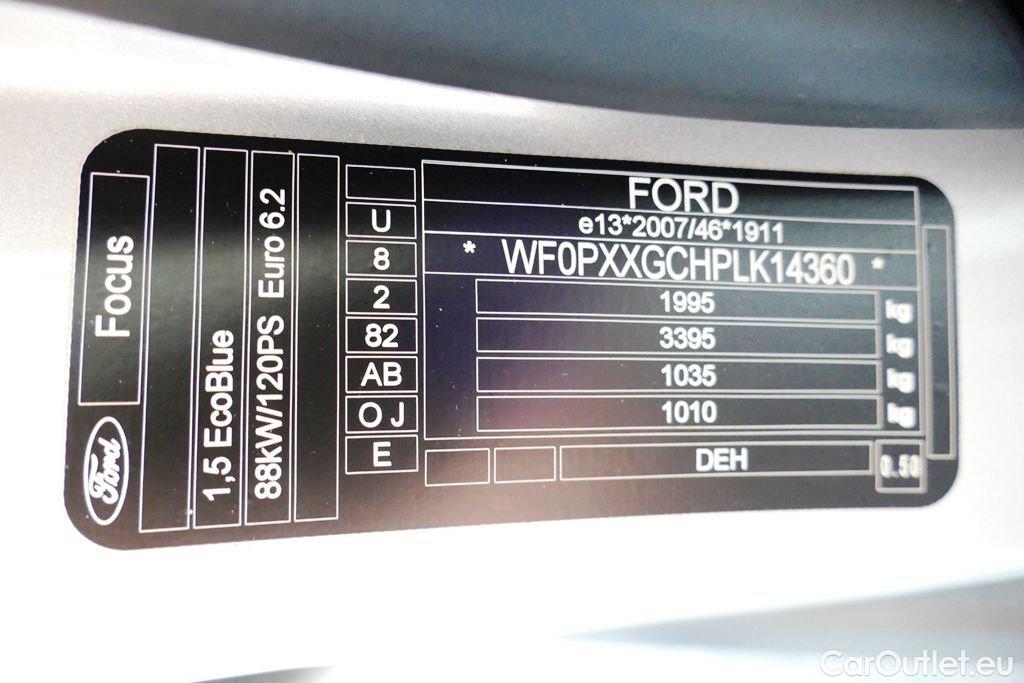 Focus
Ford
1,5 EcoBlue
88kW/120PS Euro 6.2
U
8
2
82
AB
O J
E
FORD
e13*2007/46*1911
* WF0PXXGCHPLK14360 *
1995 kg
3395 kg
1035 kg
1010 kg
DEH
0.50
CarOutlet.eu